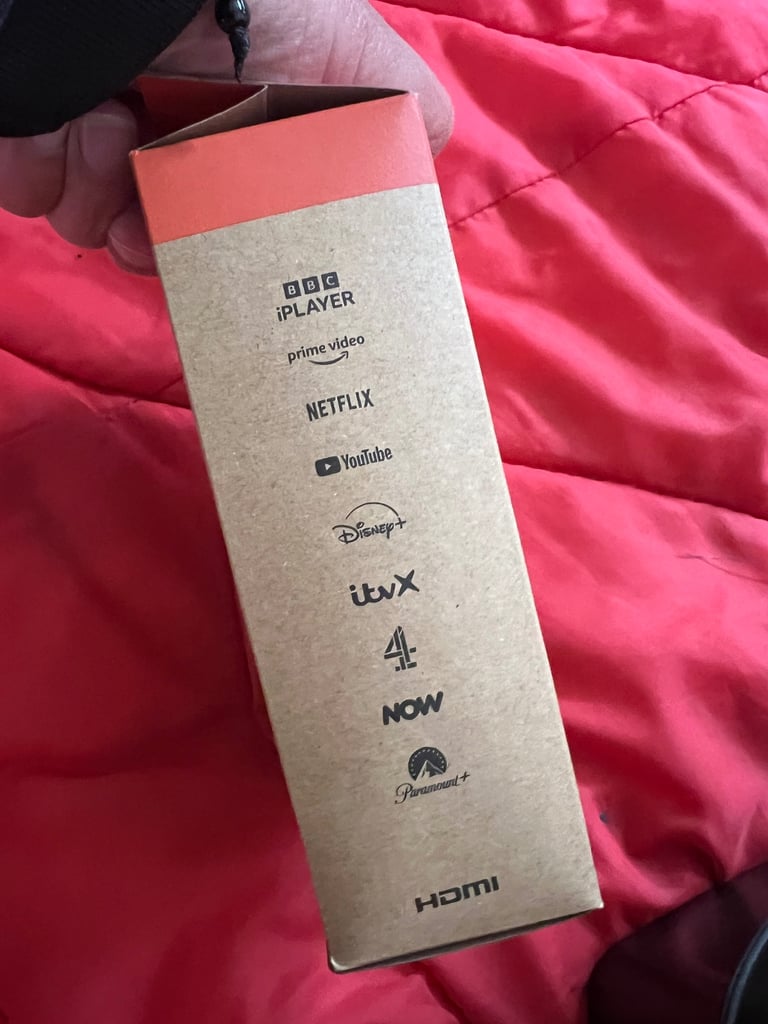 BBC
iPLAYER
prime video
NETFLIX
YouTube
Disney+
itvX
4
NOW
Paramount+
HDMI